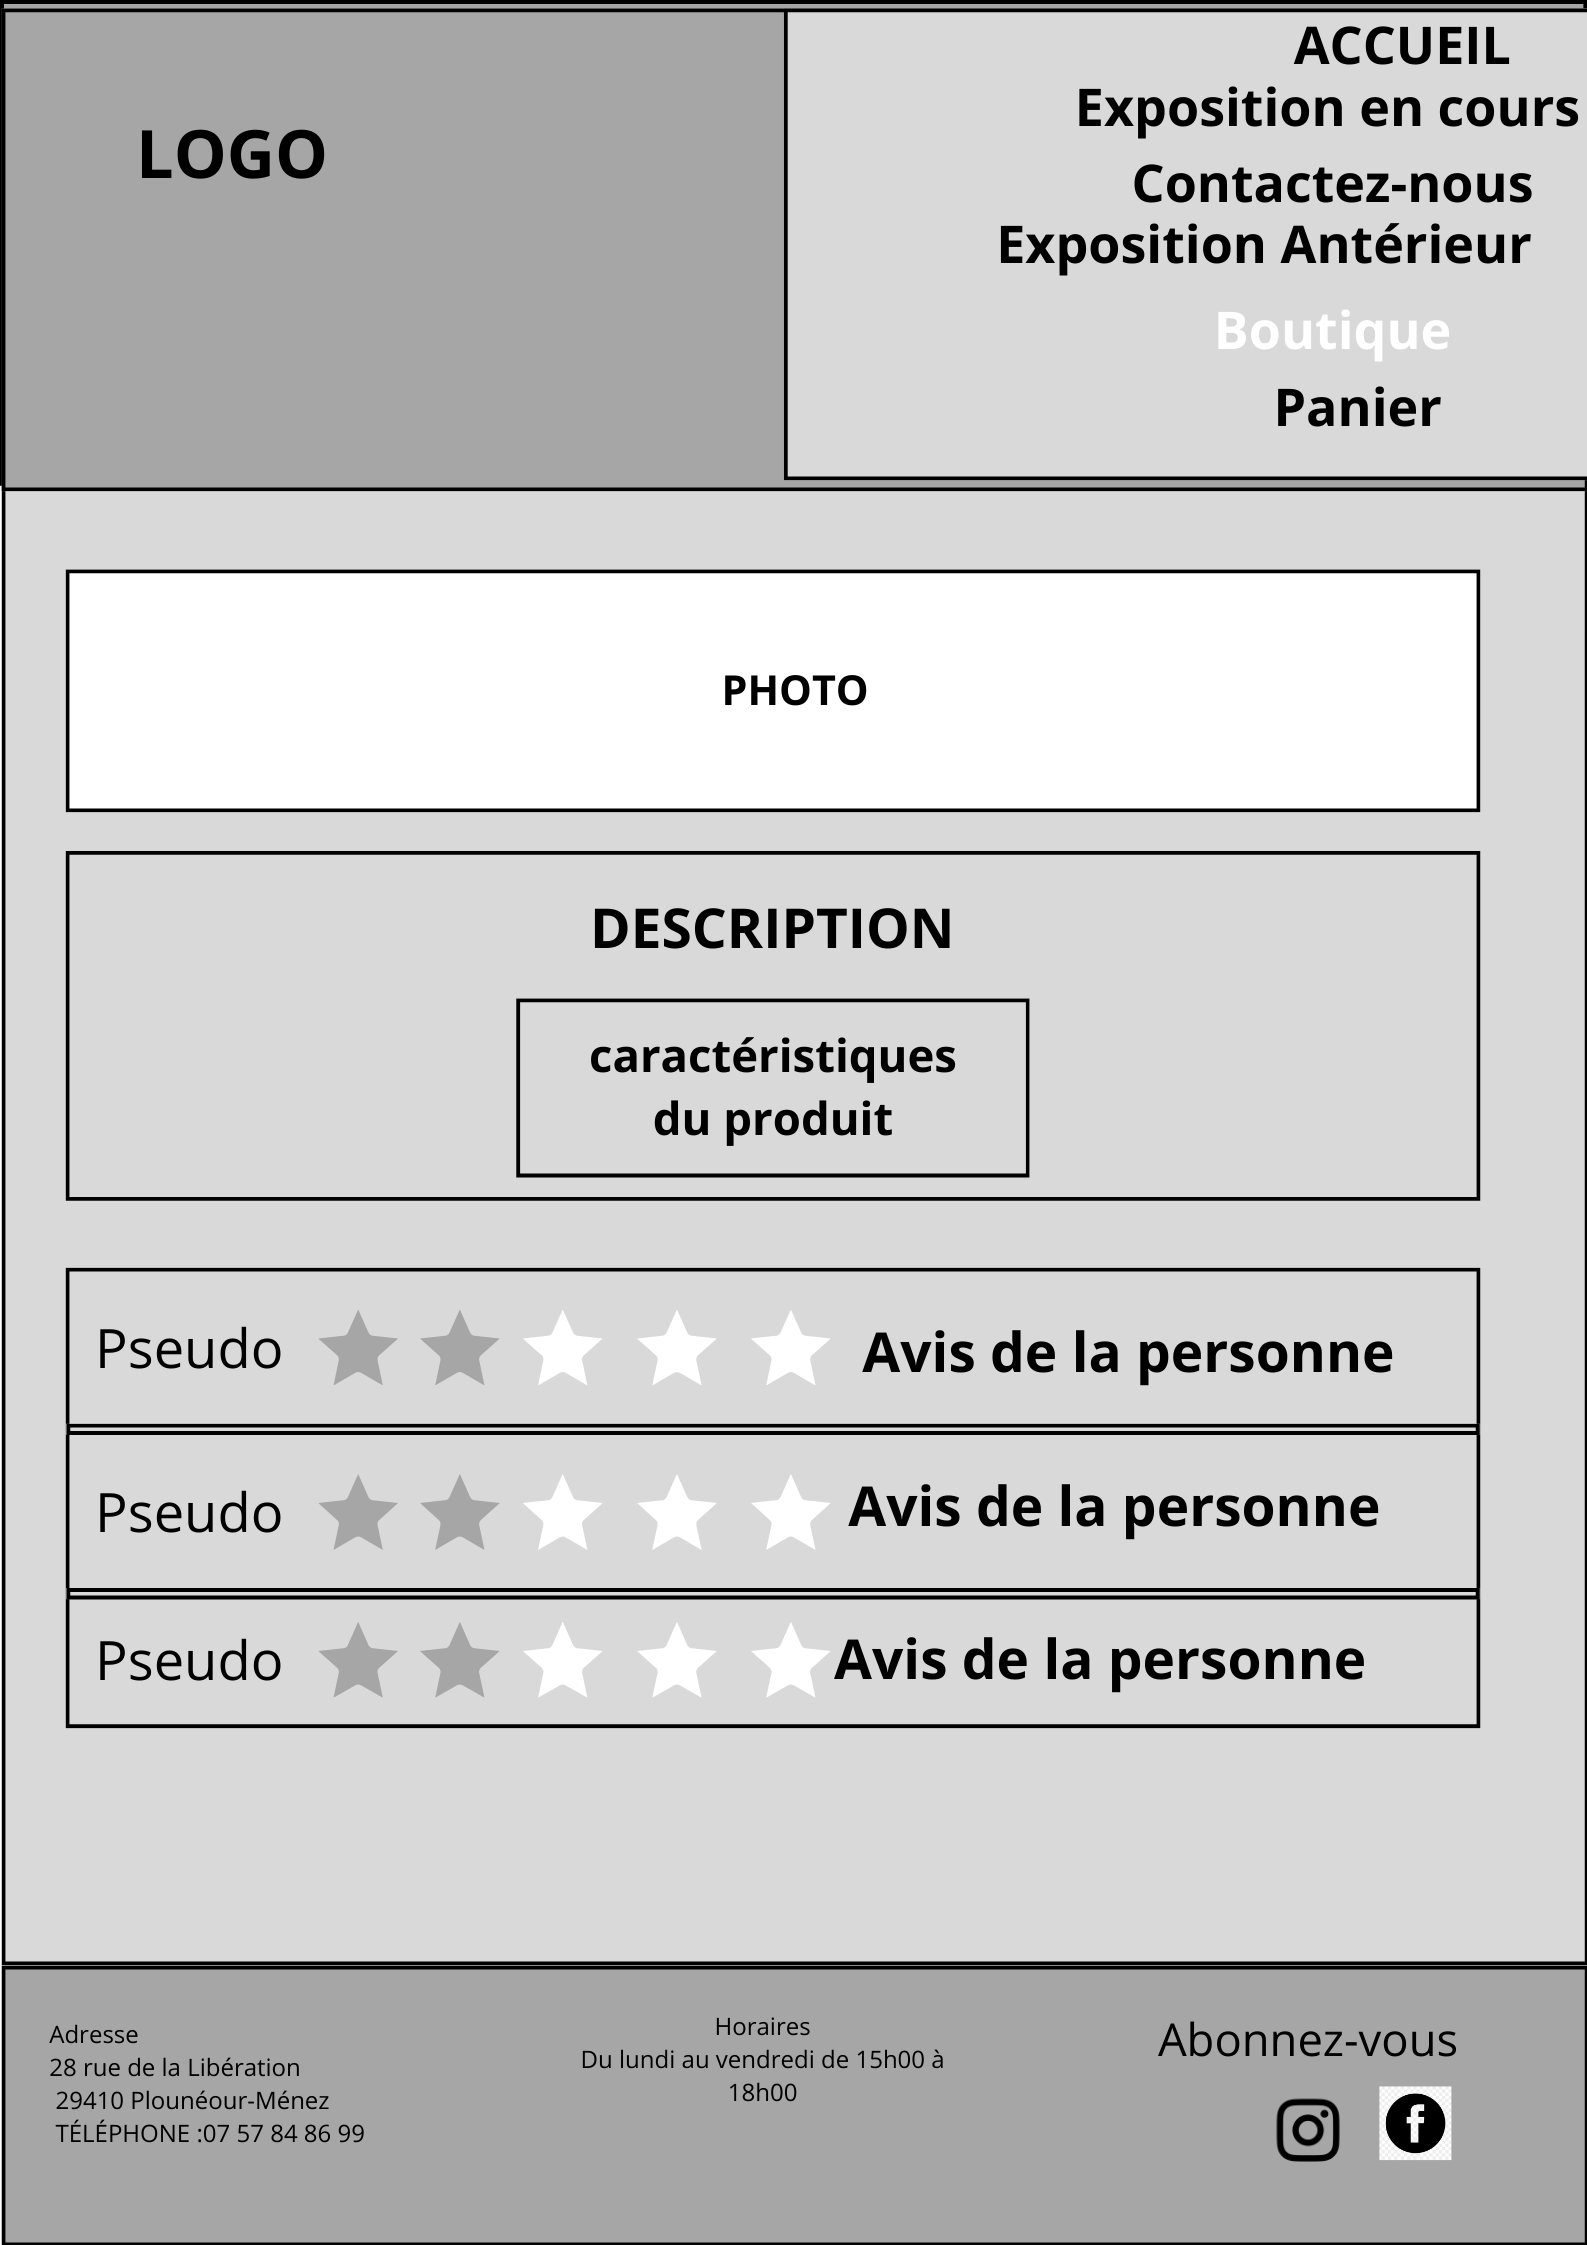 LOGO
ACCUEIL
Exposition en cours
Contactez-nous
Exposition Antérieur
Boutique
Panier
PHOTO
DESCRIPTION
caractéristiques
du produit
Pseudo Avis de la personne
Pseudo Avis de la personne
Pseudo Avis de la personne
Adresse
28 rue de la Libération
29410 Plounéour-Ménez
TÉLÉPHONE :07 57 84 86 99
Horaires
Du lundi au vendredi de 15h00 à
18h00
Abonnez-vous